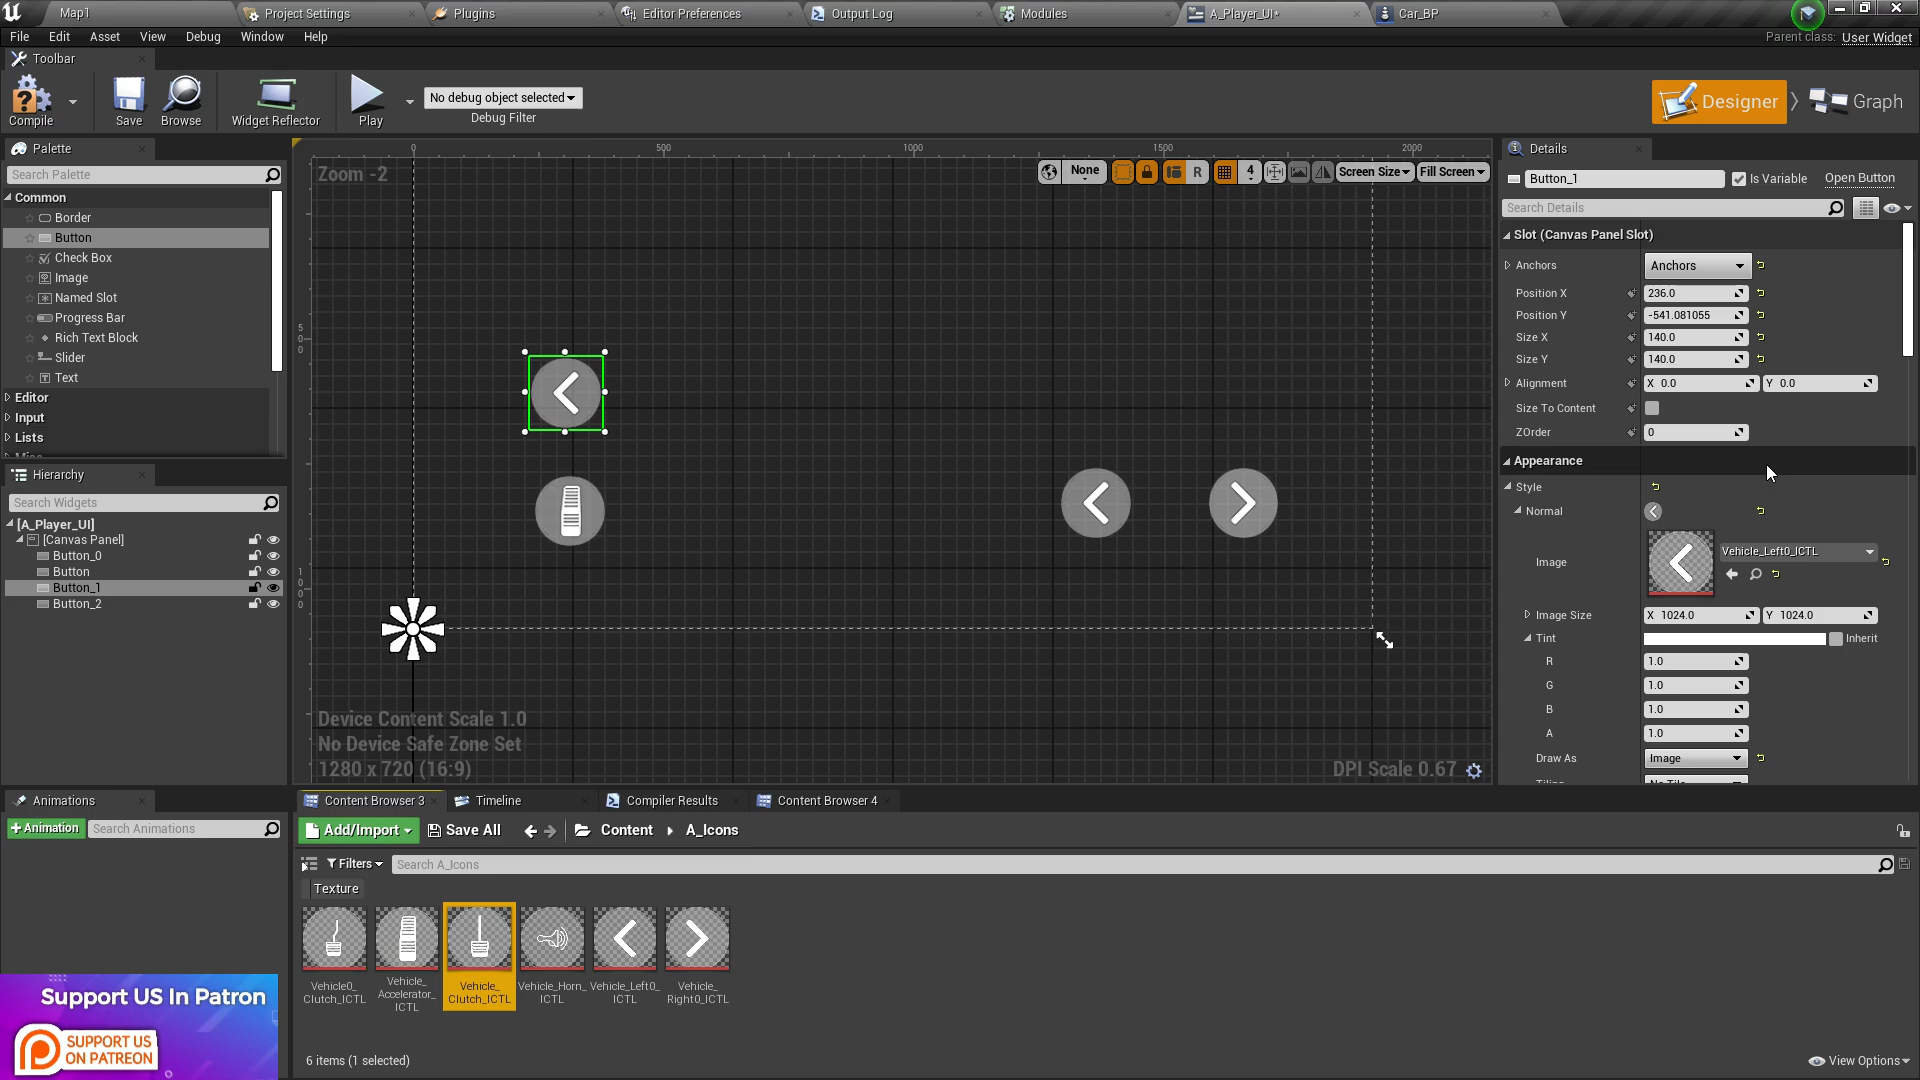 Map1
Project Settings
Plugins
Editor Preferences
Output Log
Modules
A_Player_UI*
Car_BP
File Edit Asset View Debug Window Help
Parent class: User Widget
Toolbar
Compile
Save
Browse
Widget Reflector
Play
No debug object selected
Debug Filter
Designer
Graph
Palette
Search Palette
Common
Border
Button
Check Box
Image
Named Slot
Progress Bar
Rich Text Block
Slider
Text
Editor
Input
Lists
Hierarchy
Search Widgets
[A_Player_UI]
[Canvas Panel]
Button_0
Button
Button_1
Button_2
Animations
+Animation
Search Animations
Support US In Patron
SUPPORT US
ON PATREON
0 500 1000 1500 2000
Zoom -2
None
R
4
Screen Size
Fill Screen
5
0
0
1
0
0
0
Device Content Scale 1.0
No Device Safe Zone Set
1280 x 720 (16:9)
DPI Scale 0.67
Details
Button_1
Is Variable
Open Button
Search Details
Slot (Canvas Panel Slot)
Anchors Anchors
Position X 236.0
Position Y -541.081055
Size X 140.0
Size Y 140.0
Alignment X 0.0 Y 0.0
Size To Content
ZOrder 0
Appearance
Style
Normal
Image Vehicle_Left0_ICTL
Image Size X 1024.0 Y 1024.0
Tint Inherit
R 1.0
G 1.0
B 1.0
A 1.0
Draw As Image
Content Browser 3
Timeline
Compiler Results
Content Browser 4
Add/Import
Save All
Content
A_Icons
Filters
Search A_Icons
Texture
Vehicle0_
Clutch_ICTL
Vehicle_
Accelerator_
ICTL
Vehicle_
Clutch_ICTL
Vehicle_Horn_
ICTL
Vehicle_Left0_
ICTL
Vehicle_
Right0_ICTL
6 items (1 selected)
View Options